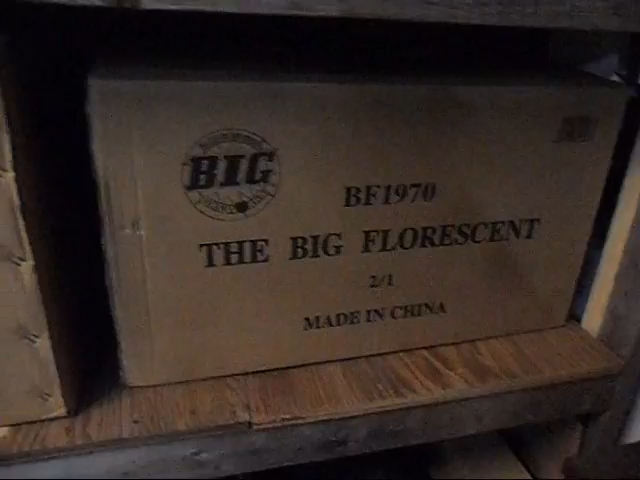 BIG
BF1970
THE BIG FLORESCENT
2/1
MADE IN CHINA